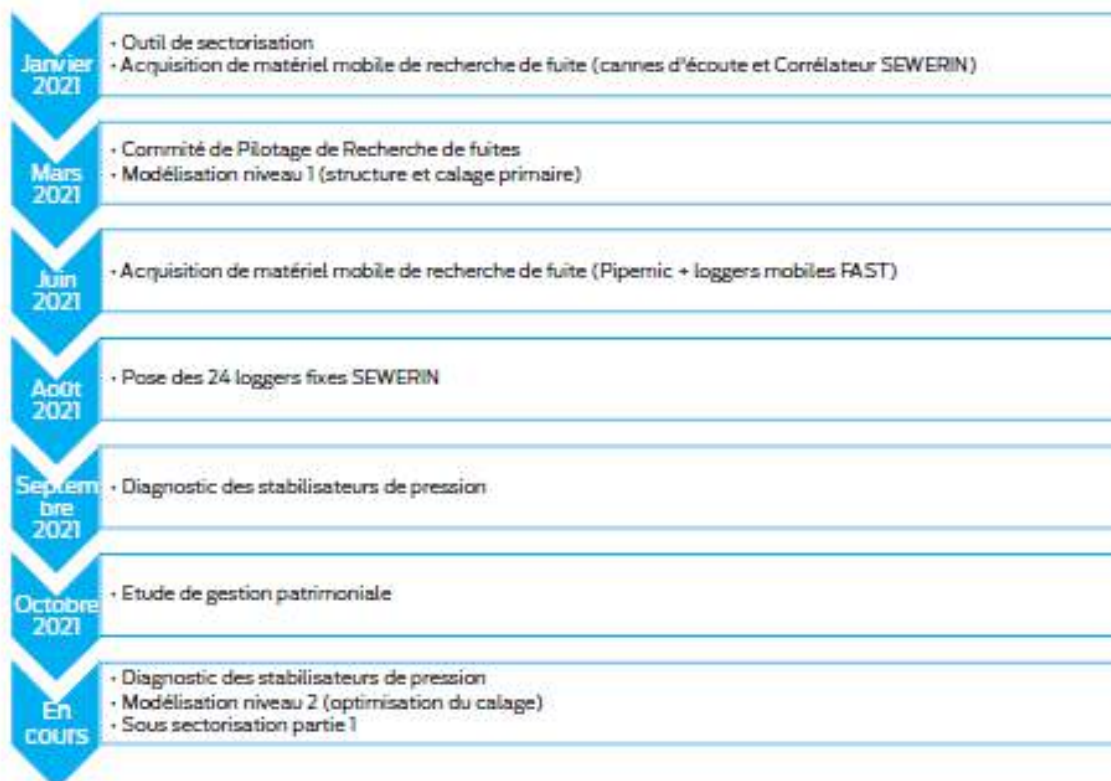 Janvier
2021
• Outil de sectorisation
• Acquisition de matériel mobile de recherche de fuite (cannes d'écoute et Corrélateur SEWERIN)
Mars
2021
• Commité de Pilotage de Recherche de fuites
• Modélisation niveau 1 (structure et calage primaire)
Juin
2021
• Acquisition de matériel mobile de recherche de fuite (Pipemic + loggers mobiles FAST)
Août
2021
• Pose des 24 loggers fixes SEWERIN
Septem
bre
2021
• Diagnostic des stabilisateurs de pression
Octobre
2021
• Etude de gestion patrimoniale
En
cours
• Diagnostic des stabilisateurs de pression
• Modélisation niveau 2 (optimisation du calage)
• Sous sectorisation partie 1